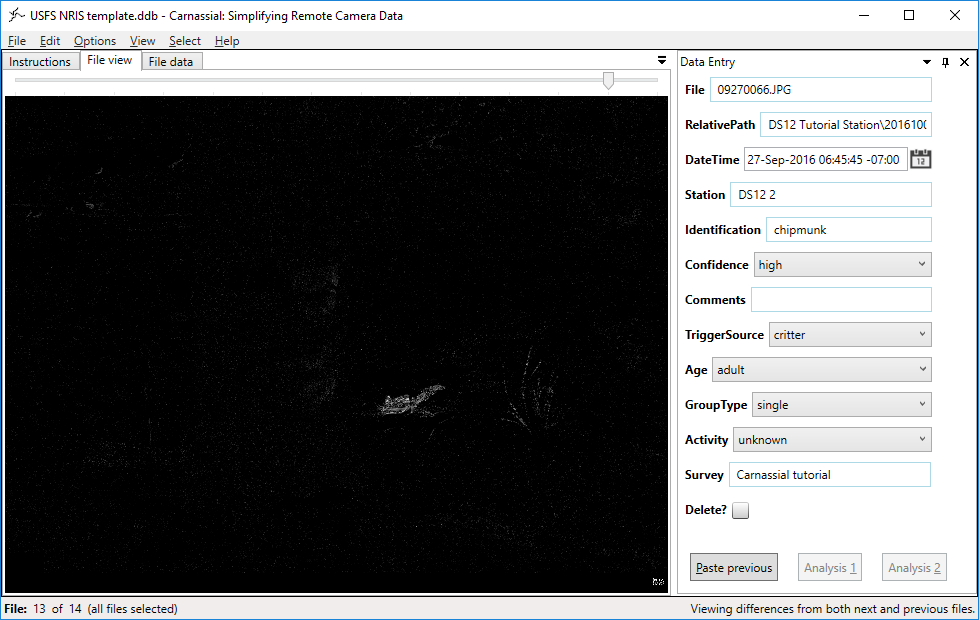 USFS NRIS template.ddb - Carnassial: Simplifying Remote Camera Data
File Edit Options View Select Help
Instructions File view File data
Data Entry
File 09270066.JPG
RelativePath DS12 Tutorial Station\2016100
DateTime 27-Sep-2016 06:45:45 -07:00
12
Station DS12 2
Identification chipmunk
Confidence high
Comments
TriggerSource critter
Age adult
GroupType single
Activity unknown
Survey Carnassial tutorial
Delete?
Paste previous Analysis 1 Analysis 2
File: 13 of 14 (all files selected) Viewing differences from both next and previous files.